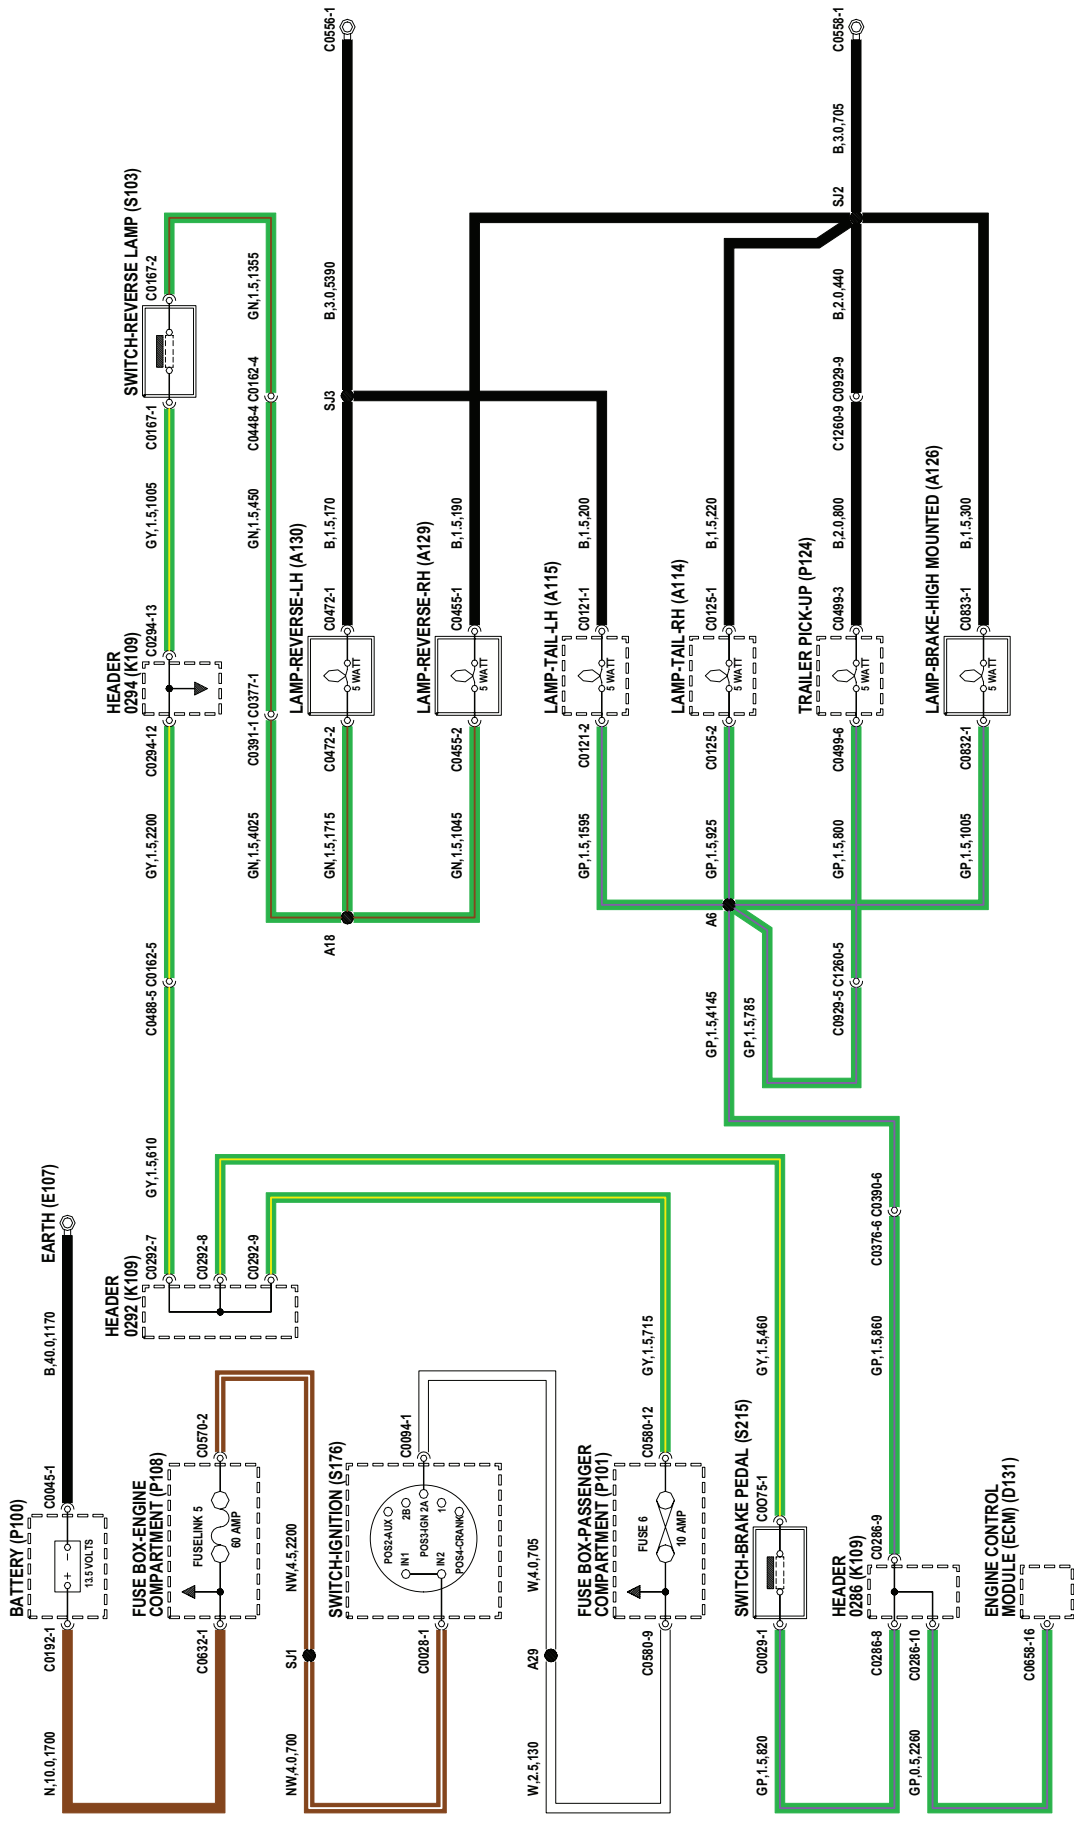 BATTERY (P100)
C0192-1
C0045-1
13.5 VOLTS
+
-
N,10.0,1700
B,40.0,1170
EARTH (E107)
FUSE BOX-ENGINE
COMPARTMENT (P108)
C0632-1
C0570-2
FUSELINK 5
60 AMP
NW,4.0,700
SJ1
NW,4.5,2200
SWITCH-IGNITION (S176)
C0028-1
C0094-1
POS2-AUX
IN1
2B
POS3-IGN 2A
IN2
1
POS4-CRANK
W,2.5,130
A29
W,4.0,705
FUSE BOX-PASSENGER
COMPARTMENT (P101)
C0580-9
C0580-12
FUSE 6
10 AMP
GY,1.5,715
SWITCH-BRAKE PEDAL (S215)
C0029-1
C0075-1
GP,1.5,820
GY,1.5,460
HEADER
0286 (K109)
C0286-8
C0286-10
C0286-9
GP,0.5,2260
GP,1.5,860
C0376-6 C0390-6
ENGINE CONTROL
MODULE (ECM) (D131)
C0658-16
HEADER
0292 (K109)
C0292-7
C0292-8
C0292-9
GY,1.5,610
C0488-5 C0162-5
GY,1.5,2200
HEADER
0294 (K109)
C0294-12
C0294-13
GY,1.5,1005
SWITCH-REVERSE LAMP (S103)
C0167-1
C0167-2
GN,1.5,4025
C0391-1 C0377-1
GN,1.5,450
C0448-4 C0162-4
GN,1.5,1355
A18
LAMP-REVERSE-LH (A130)
GN,1.5,1715
C0472-2
5 WATT
C0472-1
B,1.5,170
SJ3
B,3.0,5390
C0556-1
LAMP-REVERSE-RH (A129)
GN,1.5,1045
C0455-2
5 WATT
C0455-1
B,1.5,190
LAMP-TAIL-LH (A115)
GP,1.5,1595
C0121-2
5 WATT
C0121-1
B,1.5,200
A6
GP,1.5,4145
GP,1.5,785
LAMP-TAIL-RH (A114)
GP,1.5,925
C0125-2
5 WATT
C0125-1
B,1.5,220
TRAILER PICK-UP (P124)
C0929-5 C1260-5
GP,1.5,800
C0499-6
5 WATT
C0499-3
B,2.0,800
C1260-9 C0929-9
B,2.0,440
SJ2
B,3.0,705
C0558-1
LAMP-BRAKE-HIGH MOUNTED (A126)
GP,1.5,1005
C0832-1
5 WATT
C0833-1
B,1.5,300